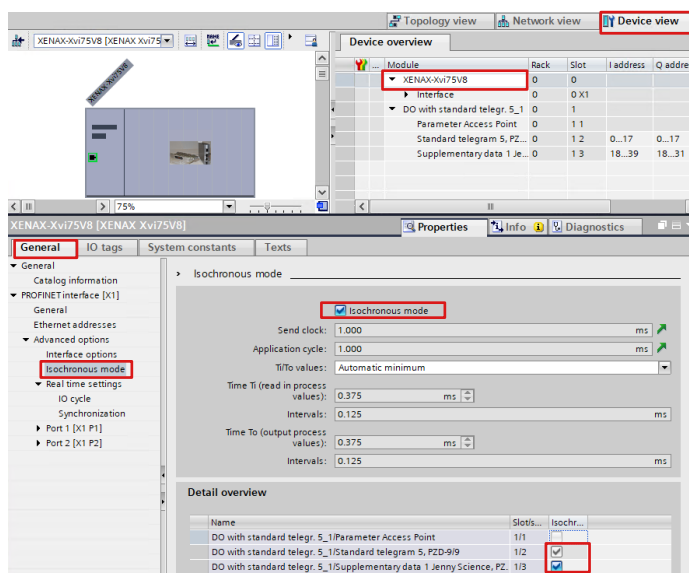 Topology view Network view Device view
XENAX-Xvi75V8 [XENAX Xvi75 Device overview
... Module Rack Slot I address Q addre
XENAX-Xvi75V8 0 0
Interface 0 0 X1
DO with standard telegr. 5_1 0 1
Parameter Access Point 0 1 1
Standard telegram 5, PZ... 0 1 2 0...17 0...17
Supplementary data 1 Je... 0 1 3 18...39 18...31
XENAX-Xvi75V8
75%
XENAX-Xvi75V8 [XENAX Xvi75V8] Properties Info Diagnostics
General IO tags System constants Texts
General
Catalog information
PROFINET interface [X1]
General
Ethernet addresses
Advanced options
Interface options
Isochronous mode
Real time settings
IO cycle
Synchronization
Port 1 [X1 P1]
Port 2 [X1 P2]
Isochronous mode
Isochronous mode
Send clock: 1.000 ms
Application cycle: 1.000 ms
Ti/To values: Automatic minimum
Time Ti (read in process
values): 0.375 ms
Intervals: 0.125 ms
Time To (output process
values): 0.375 ms
Intervals: 0.125 ms
Detail overview
Name Slot/s... Isochr...
DO with standard telegr. 5_1/Parameter Access Point 1/1
DO with standard telegr. 5_1/Standard telegram 5, PZD-9/9 1/2
DO with standard telegr. 5_1/Supplementary data 1 Jenny Science, PZ. 1/3